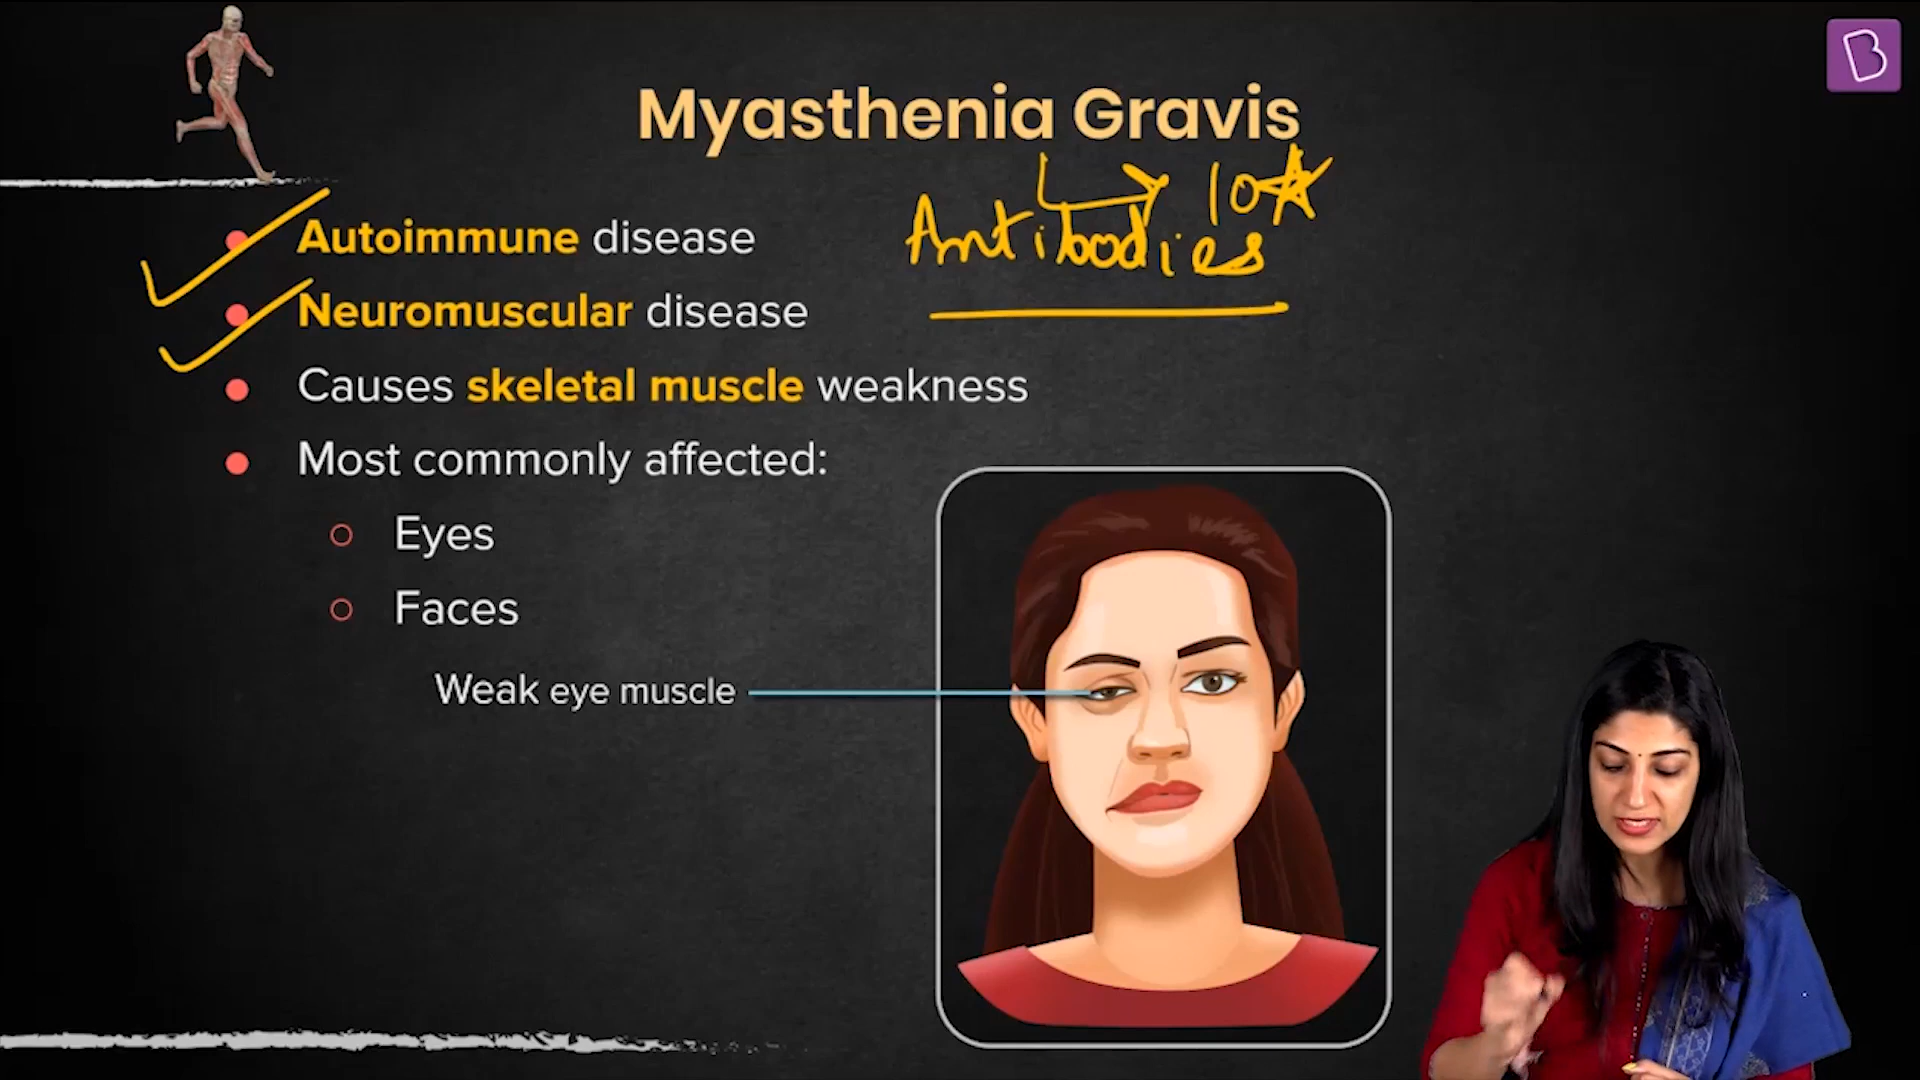 Myasthenia Gravis
10
Antibodies
Autoimmune disease
Neuromuscular disease
Causes skeletal muscle weakness
Most commonly affected:
Eyes
Faces
Weak eye muscle
B